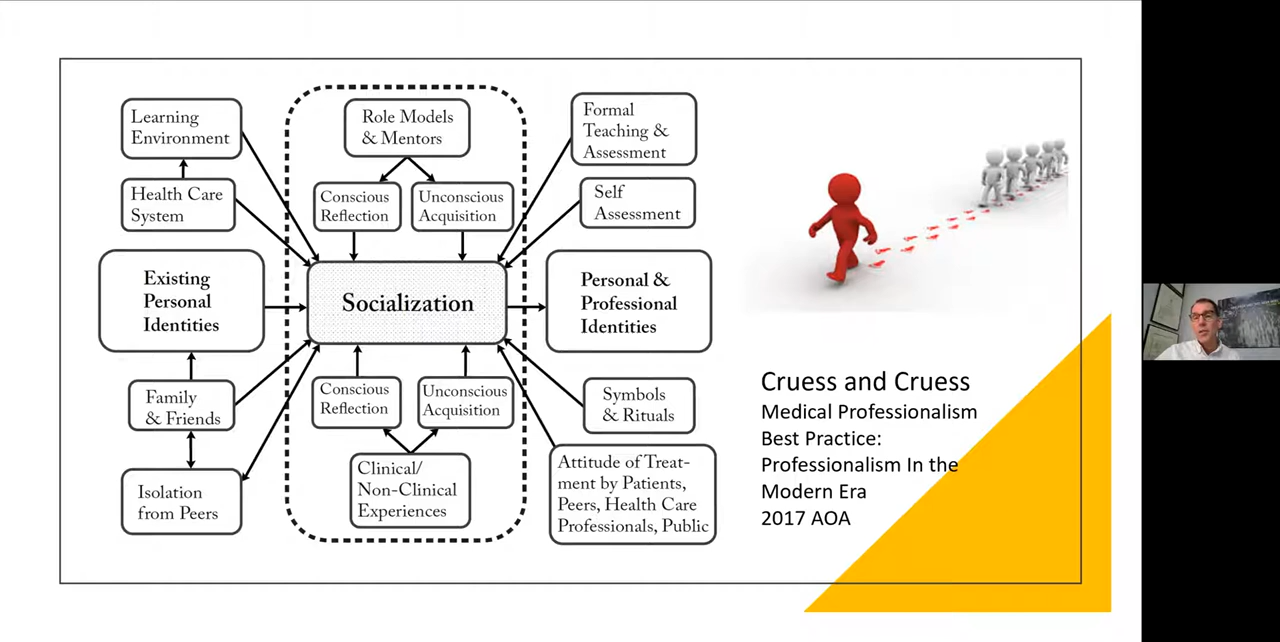 Learning
Environment
Health Care
System
Existing
Personal
Identities
Family
& Friends
Isolation
from Peers
Role Models
& Mentors
Conscious
Reflection
Unconscious
Acquisition
Socialization
Conscious
Reflection
Unconscious
Acquisition
Clinical/
Non-Clinical
Experiences
Formal
Teaching &
Assessment
Self
Assessment
Personal &
Professional
Identities
Symbols
& Rituals
Attitude of Treat-
ment by Patients,
Peers, Health Care
Professionals, Public
Cruess and Cruess
Medical Professionalism
Best Practice:
Professionalism In the
Modern Era
2017 AOA